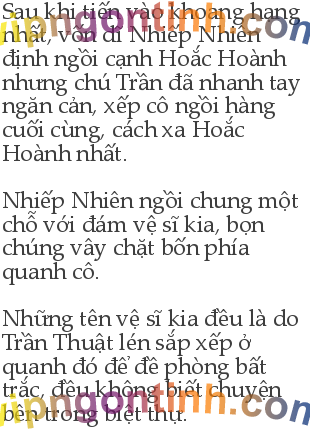 Sau khi tiến vào khoang hạng
nhất, vốn dĩ Nhiếp Nhiên
định ngồi cạnh Hoắc Hoành
nhưng chú Trần đã nhanh tay
ngăn cản, xếp cô ngồi hàng
cuối cùng, cách xa Hoắc
Hoành nhất.
Nhiếp Nhiên ngồi chung một
chỗ với đám vệ sĩ kia, bọn
chúng vây chặt bốn phía
quanh cô.
Những tên vệ sĩ kia đều là do
Trần Thuật lén sắp xếp ở
quanh đó để đề phòng bất
trắc, đều không biết chuyện
bên trong biệt thự.
vipngontinh.com
vipngontinh.com